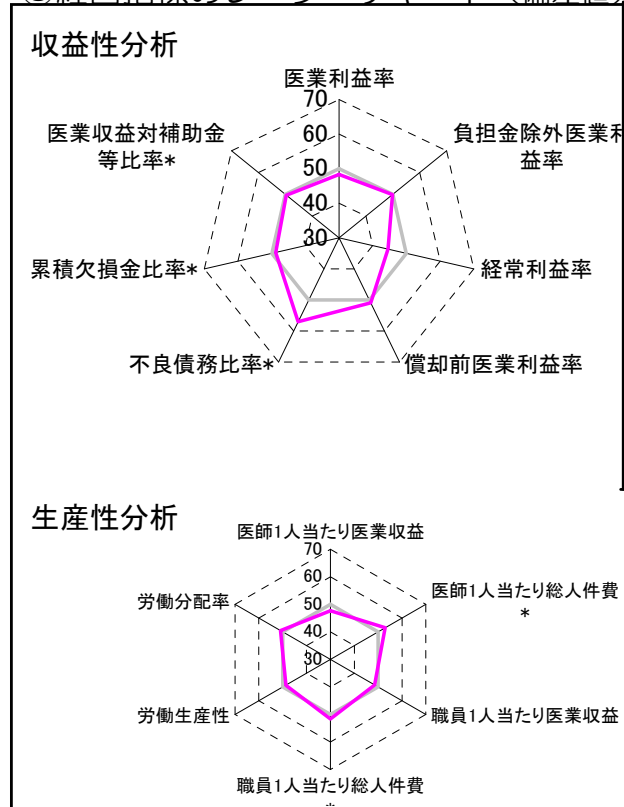 収益性分析
医業利益率
70
60
50
40
30
負担金除外医業利
益率
経常利益率
償却前医業利益率
不良債務比率*
累積欠損金比率*
医業収益対補助金
等比率*
生産性分析
医師1人当たり医業収益
70
60
50
40
30
医師1人当たり総人件費
*
職員1人当たり医業収益
職員1人当たり総人件費
*
労働生産性
労働分配率